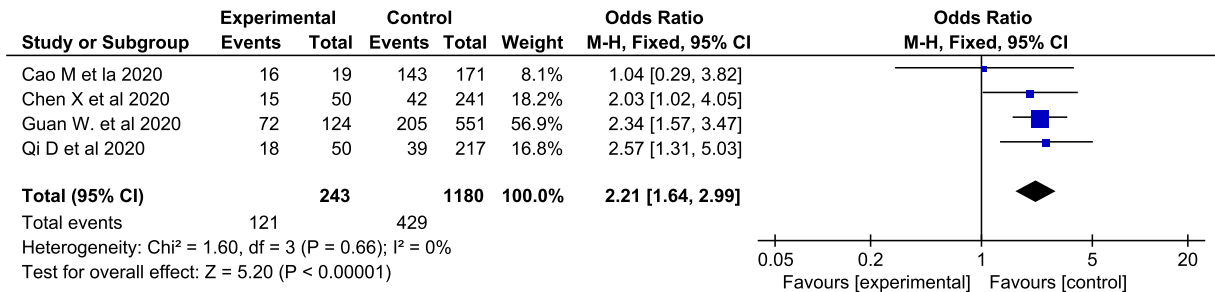 Experimental Control Odds Ratio Odds Ratio
Study or Subgroup Events Total Events Total Weight M-H, Fixed, 95% CI M-H, Fixed, 95% CI
Cao M et la 2020 16 19 143 171 8.1% 1.04 [0.29, 3.82]
Chen X et al 2020 15 50 42 241 18.2% 2.03 [1.02, 4.05]
Guan W. et al 2020 72 124 205 551 56.9% 2.34 [1.57, 3.47]
Qi D et al 2020 18 50 39 217 16.8% 2.57 [1.31, 5.03]
Total (95% CI) 243 1180 100.0% 2.21 [1.64, 2.99]
Total events 121 429
Heterogeneity: Chi² = 1.60, df = 3 (P = 0.66); I² = 0%
Test for overall effect: Z = 5.20 (P < 0.00001)
0.05 0.2 1 5 20
Favours [experimental] Favours [control]